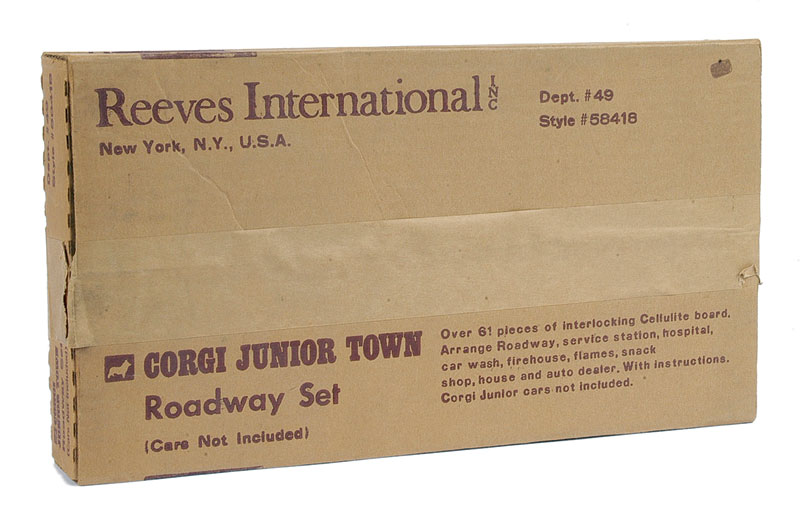 Reeves International INC
New York, N.Y., U.S.A.
Dept. #49
Style #58418
CORGI JUNIOR TOWN
Roadway Set
(Cars Not Included)
Over 61 pieces of interlocking Cellulite board.
Arrange Roadway, service station, hospital,
car wash, firehouse, flames, snack
shop, house and auto dealer. With instructions.
Corgi Junior cars not included.